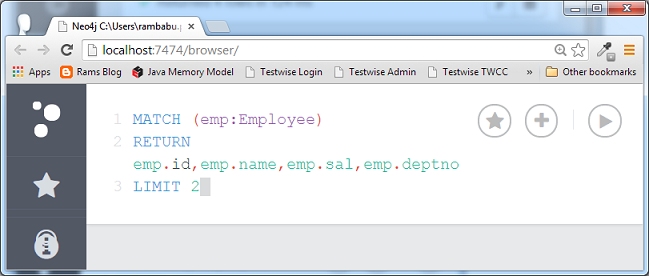 Neo4j C:\Users\rambabu.
localhost:7474/browser/
Apps Rams Blog Java Memory Model Testwise Login Testwise Admin Testwise TWCC » Other bookmarks
1 MATCH (emp:Employee)
2 RETURN
emp.id,emp.name,emp.sal,emp.deptno
3 LIMIT 2